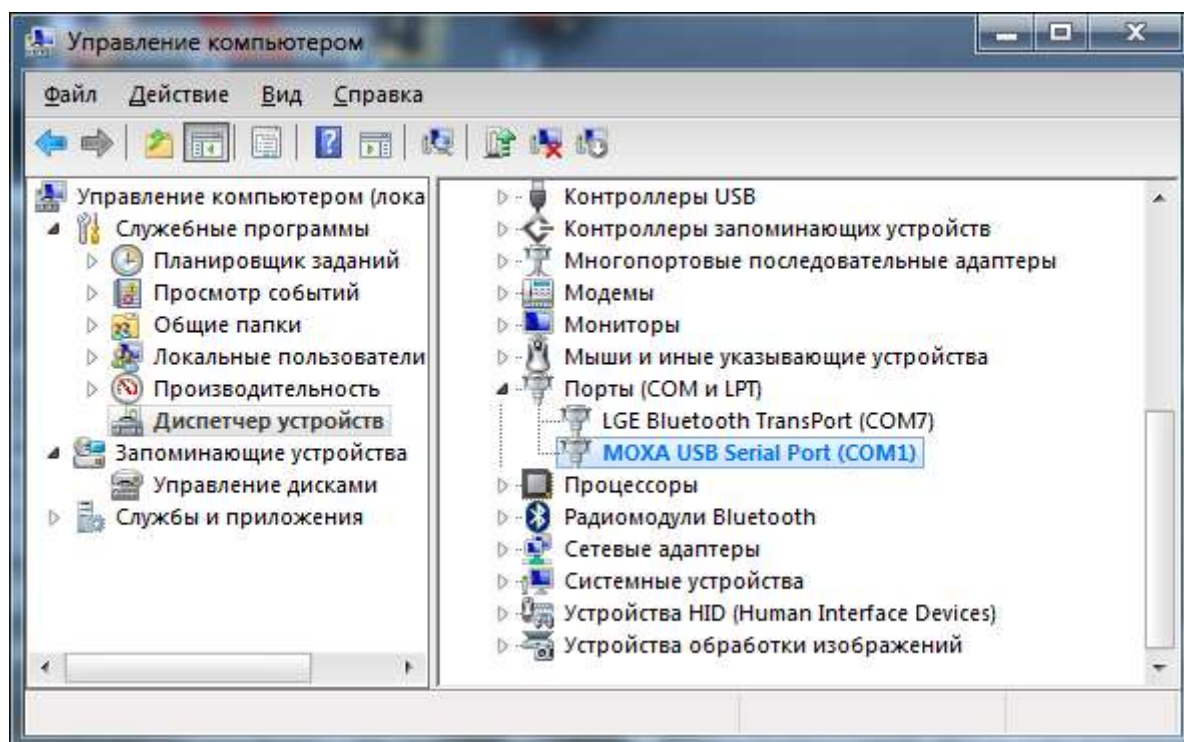 Управление компьютером
Файл Действие Вид Справка
Управление компьютером (лока
Служебные программы
Планировщик заданий
Просмотр событий
Общие папки
Локальные пользователи
Производительность
Диспетчер устройств
Запоминающие устройства
Управление дисками
Службы и приложения
Контроллеры USB
Контроллеры запоминающих устройств
Многопортовые последовательные адаптеры
Модемы
Мониторы
Мыши и иные указывающие устройства
Порты (COM и LPT)
LGE Bluetooth TransPort (COM7)
MOXA USB Serial Port (COM1)
Процессоры
Радиомодули Bluetooth
Сетевые адаптеры
Системные устройства
Устройства HID (Human Interface Devices)
Устройства обработки изображений